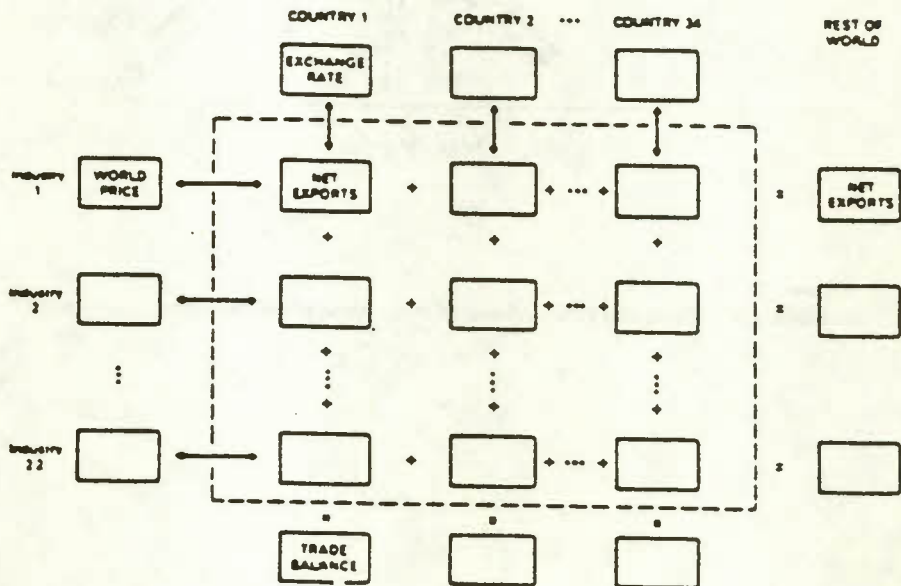 COUNTRY 1 COUNTRY 2 ... COUNTRY 34 REST OF
WORLD
EXCHANGE
RATE
Industry
1
WORLD
PRICE
NET
EXPORTS
+ + ... +
=
NET
EXPORTS
+ + +
Industry
2
+ + ... +
=
+ + +
+ + +
Industry
22
+ + ... +
=
= = =
TRADE
BALANCE